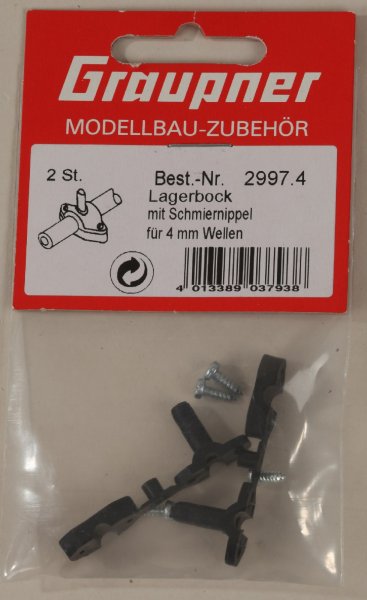 Graupner
MODELLBAU-ZUBEHÖR
2 St.
Best.-Nr. 2997.4
Lagerbock
mit Schmiernippel
für 4 mm Wellen
4 013389 037938